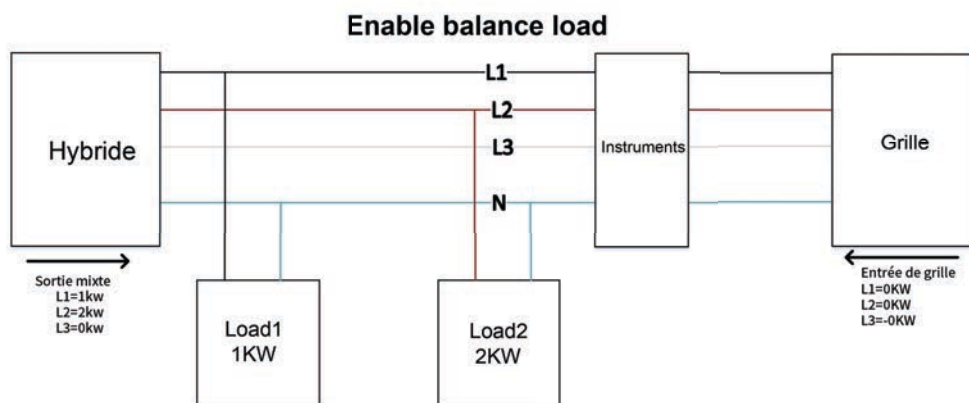 Enable balance load
L1
L2
L3
N
Hybride
Instruments
Grille
Sortie mixte
L1=1kw
L2=2kw
L3=0kw
Load1
1KW
Load2
2KW
Entrée de grille
L1=0KW
L2=0KW
L3=-0KW